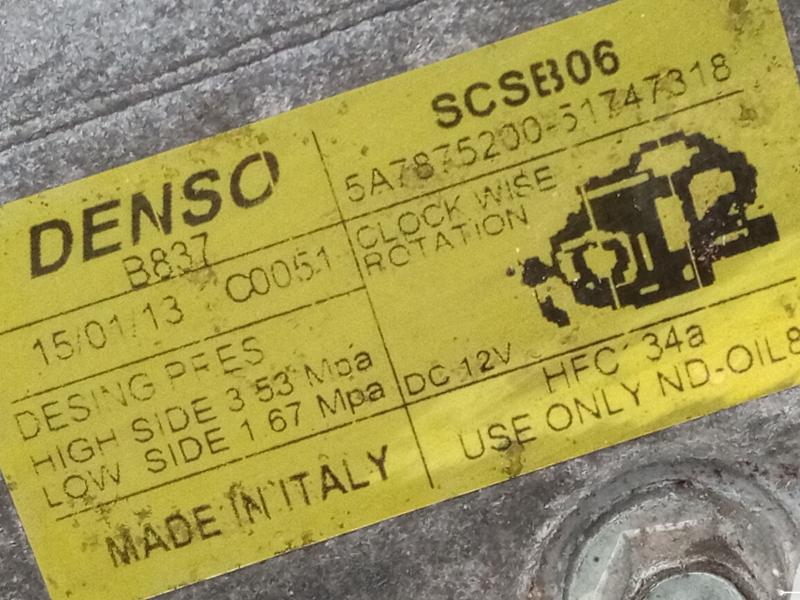 DENSO
B837
SCSB06
5A7875200-51747318
15/01/13 C0051
CLOCK WISE
ROTATION
DESING PRES
HIGH SIDE 3.53 Mpa
LOW SIDE 1.67 Mpa
DC 12V
HFC 34a
USE ONLY ND-OIL8
MADE IN ITALY